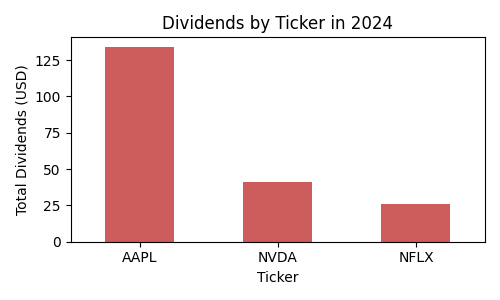 Dividends by Ticker in 2024
Total Dividends (USD)
125
100
75
50
25
0
AAPL NVDA NFLX
Ticker